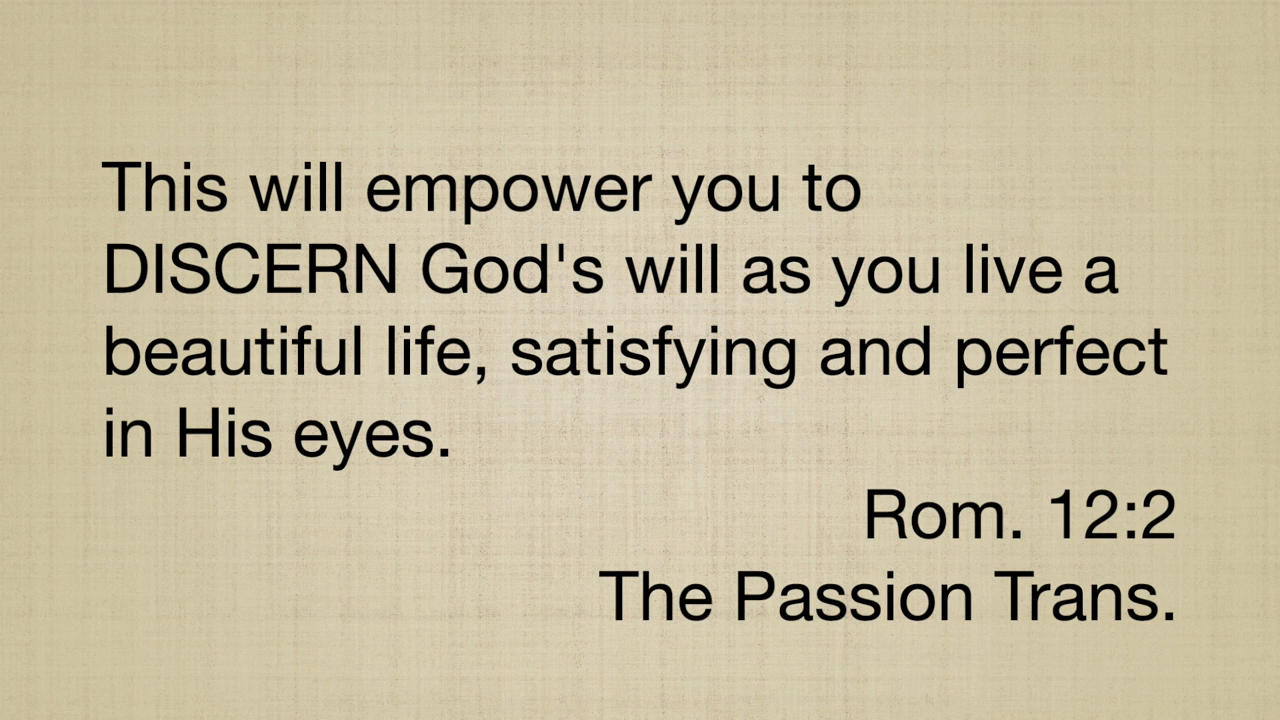 This will empower you to
DISCERN God's will as you live a
beautiful life, satisfying and perfect
in His eyes.
Rom. 12:2
The Passion Trans.